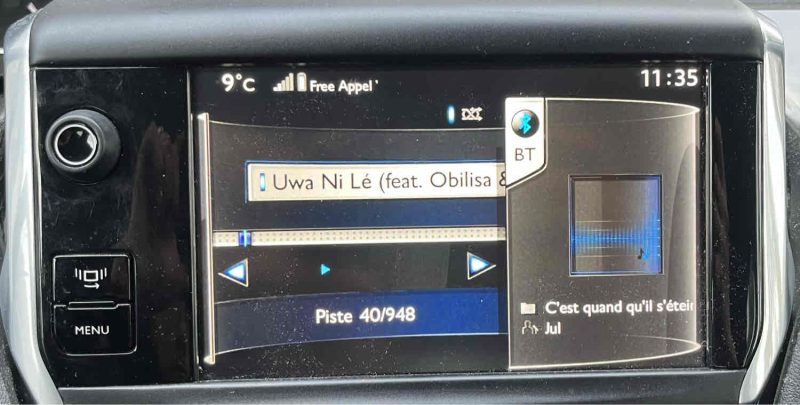 9°C Free Appel' 11:35
BT
Uwa Ni Lé (feat. Obilisa &
Piste 40/948
C'est quand qu'il s'étei
Jul
MENU